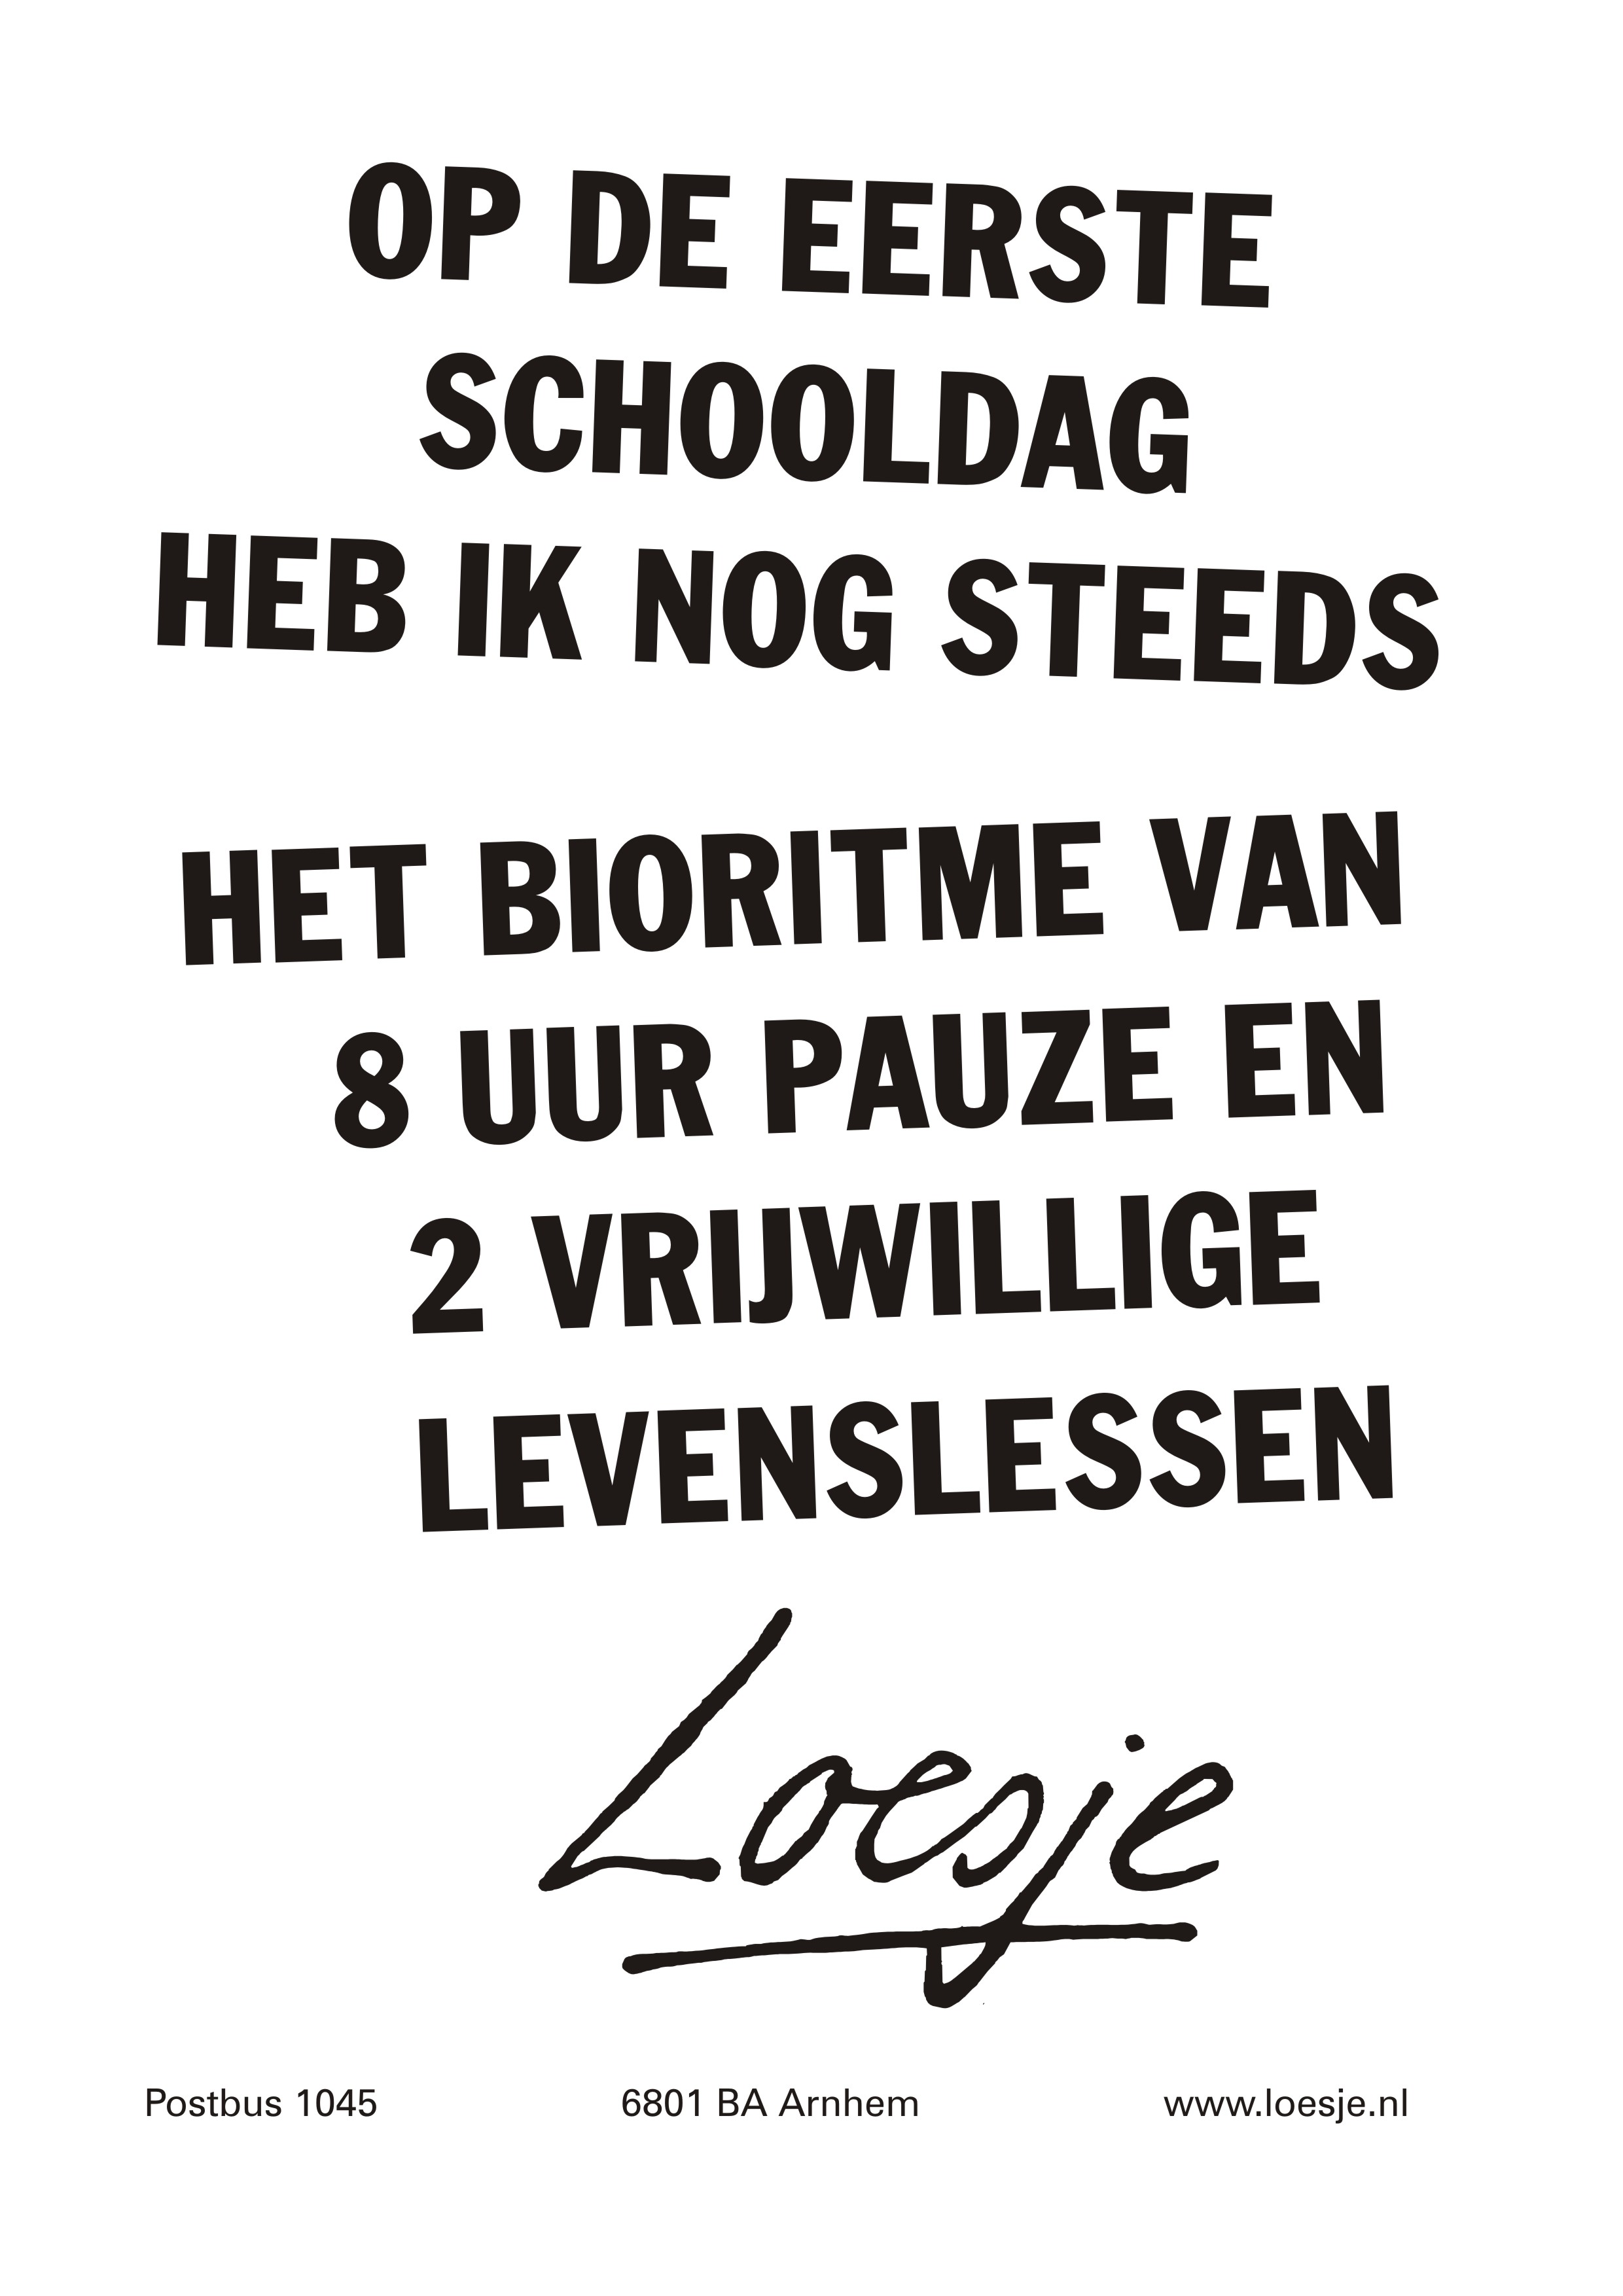 OP DE EERSTE
SCHOOLDAG
HEB IK NOG STEEDS
HET BIORITME VAN
8 UUR PAUZE EN
2 VRIJWILLIGE
LEVENSLESSEN
Loesje
Postbus 1045 6801 BA Arnhem www.loesje.nl